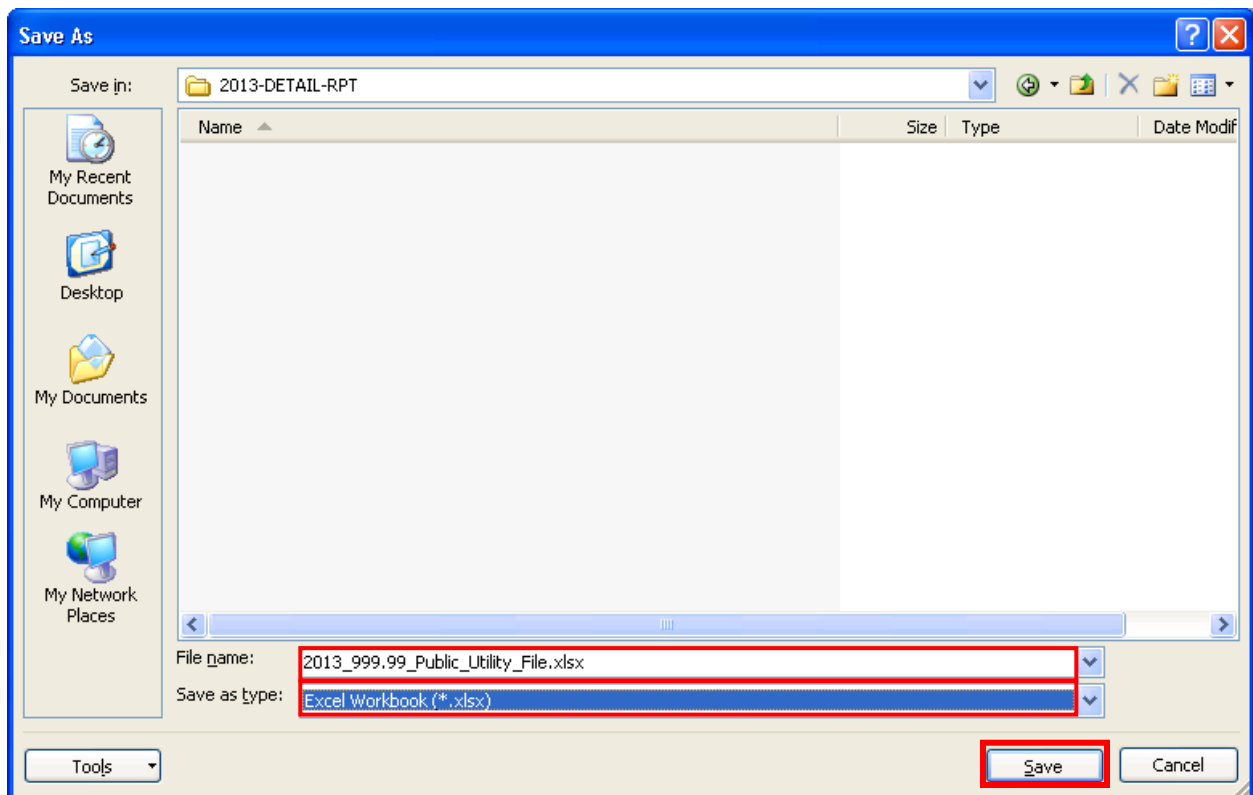 Save As
Save in:
2013-DETAIL-RPT
Name Size Type Date Modif
My Recent
Documents
Desktop
My Documents
My Computer
My Network
Places
File name:
2013_999.99_Public_Utility_File.xlsx
Save as type:
Excel Workbook (*.xlsx)
Tools
Save
Cancel